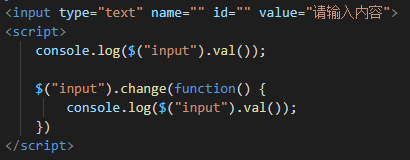 <input type="text" name="" id="" value="请输入内容">
<script>
console.log($("input").val());
$("input").change(function() {
console.log($("input").val());
})
</script>